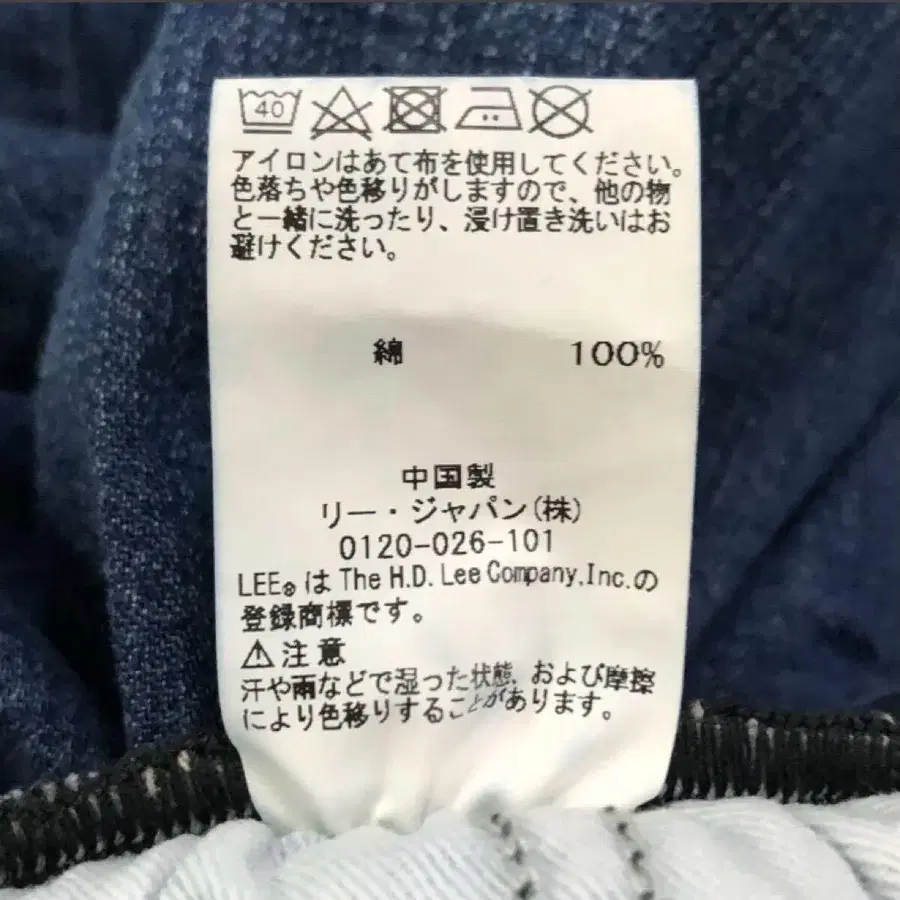 40
アイロンはあて布を使用してください。
色落ちや色移りがしますので、他の物
と一緒に洗ったり、浸け置き洗いはお
避けください。
綿 100%
中国製
リー・ジャパン(株)
0120-026-101
LEE®は The H.D. Lee Company,Inc.の
登録商標です。
⚠注意
汗や雨などで湿った状態、および摩擦
により色移りすることがあります。